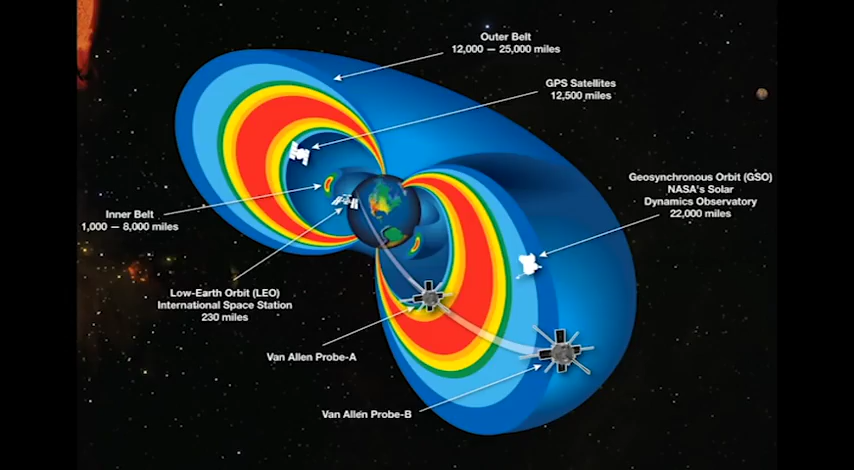 Outer Belt
12,000 — 25,000 miles
GPS Satellites
12,500 miles
Geosynchronous Orbit (GSO)
NASA's Solar
Dynamics Observatory
22,000 miles
Inner Belt
1,000 — 8,000 miles
Low-Earth Orbit (LEO)
International Space Station
230 miles
Van Allen Probe-A
Van Allen Probe-B